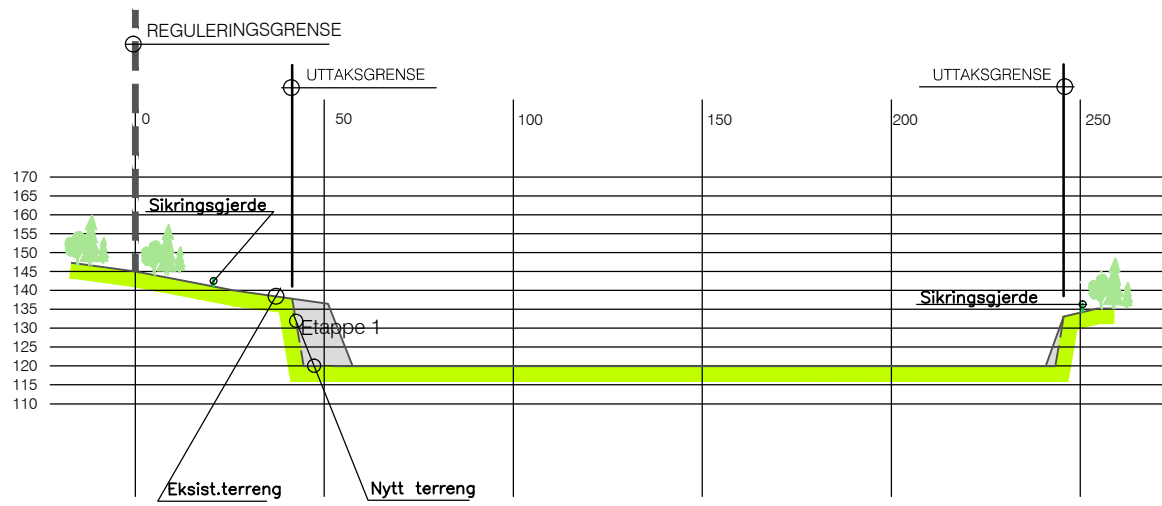 REGULERINGSGRENSE
UTTAKSGRENSE
UTTAKSGRENSE
0
50
100
150
200
250
170
165
160
155
150
145
140
135
130
125
120
115
110
Sikringsgjerde
Sikringsgjerde
Etappe 1
Eksist.terreng
Nytt terreng